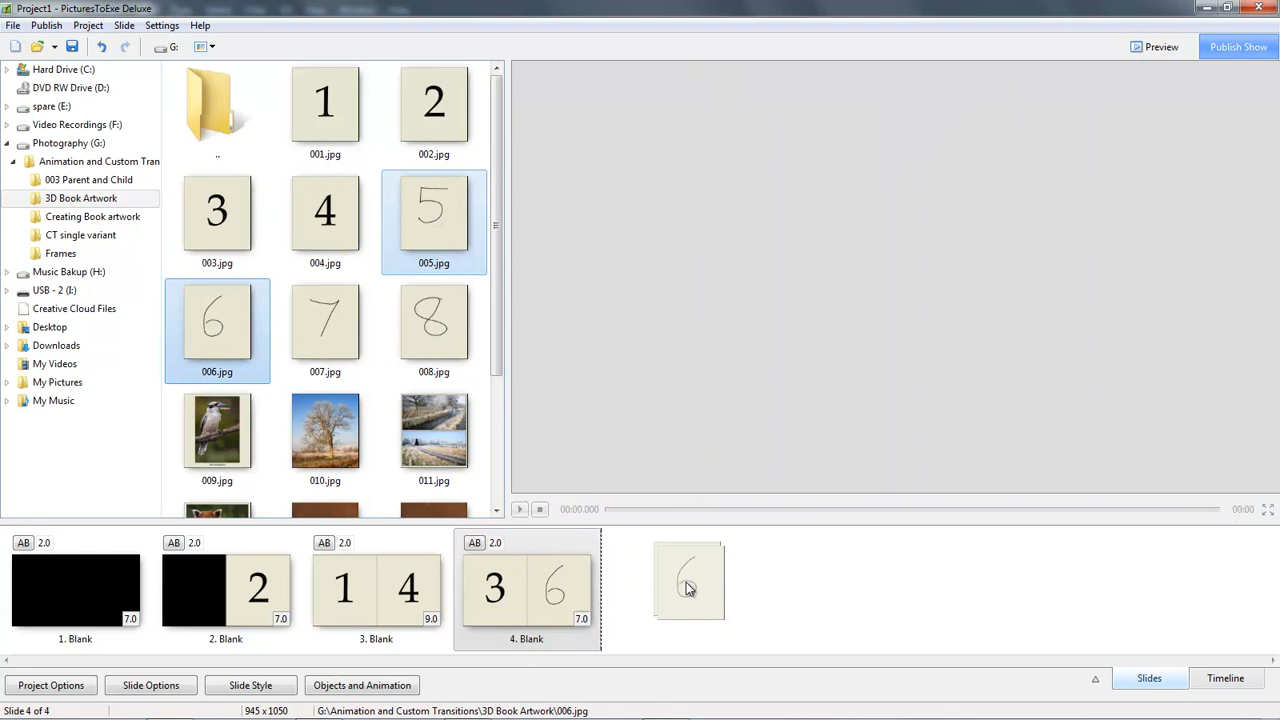 Project1 - PicturesToExe Deluxe
File Publish Project Slide Settings Help
G: Preview Publish Show
Hard Drive (C:)
DVD RW Drive (D:)
spare (E:)
Video Recordings (F:)
Photography (G:)
Animation and Custom Tran
003 Parent and Child
3D Book Artwork
Creating Book artwork
CT single variant
Frames
Music Bakup (H:)
USB - 2 (I:)
Creative Cloud Files
Desktop
Downloads
My Videos
My Pictures
My Music
1 2
.. 001.jpg 002.jpg
3 4 5
003.jpg 004.jpg 005.jpg
6 7 8
006.jpg 007.jpg 008.jpg
009.jpg 010.jpg 011.jpg
00:00.000 00:00
AB 2.0 AB 2.0 AB 2.0 AB 2.0
2 1 4 3 6 6
7.0 7.0 9.0 7.0
1. Blank 2. Blank 3. Blank 4. Blank
Project Options Slide Options Slide Style Objects and Animation Slides Timeline
Slide 4 of 4 945 x 1050 G:\Animation and Custom Transitions\3D Book Artwork\006.jpg